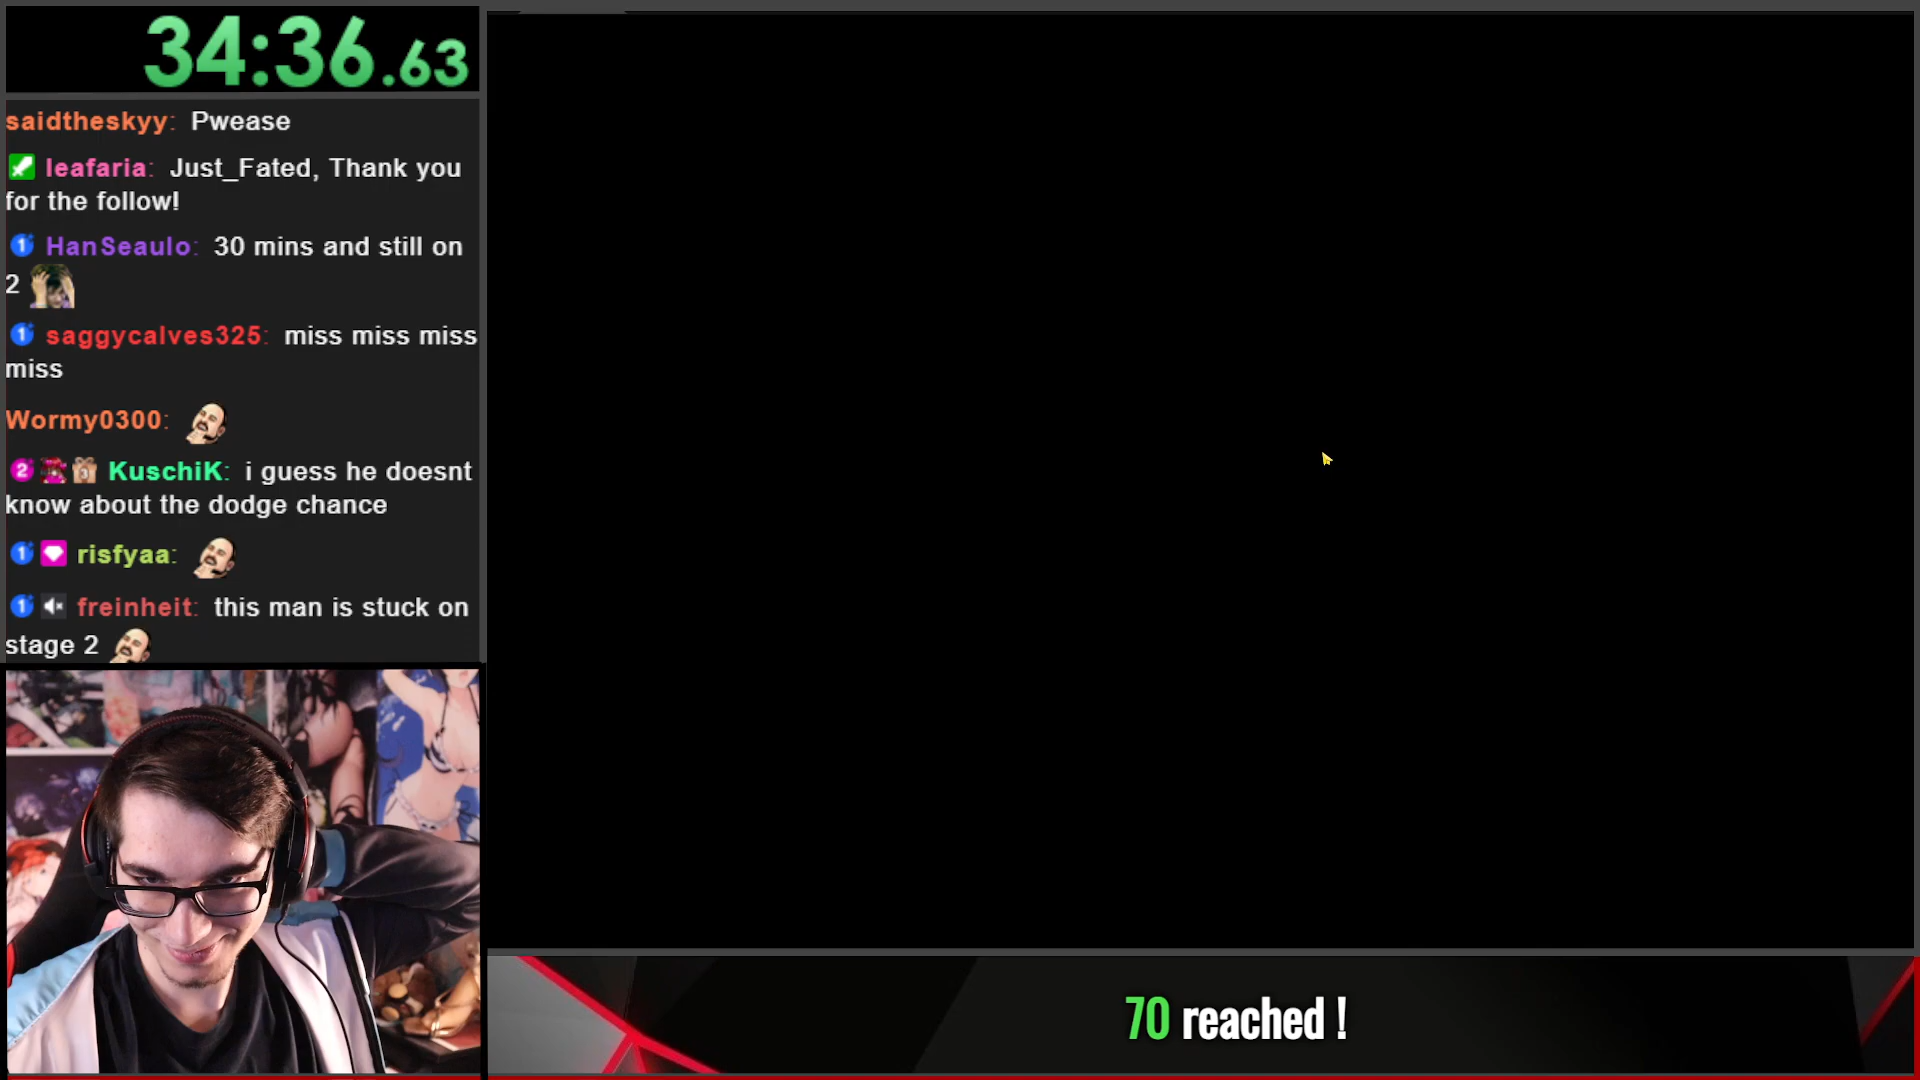 34:36.63
saidtheskyy: Pwease
leafaria: Just_Fated, Thank you
for the follow!
HanSeaulo: 30 mins and still on
2
saggycalves325: miss miss miss
miss
Wormy0300:
KuschiK: i guess he doesnt
know about the dodge chance
risfyaa:
freinheit: this man is stuck on
stage 2
70 reached !